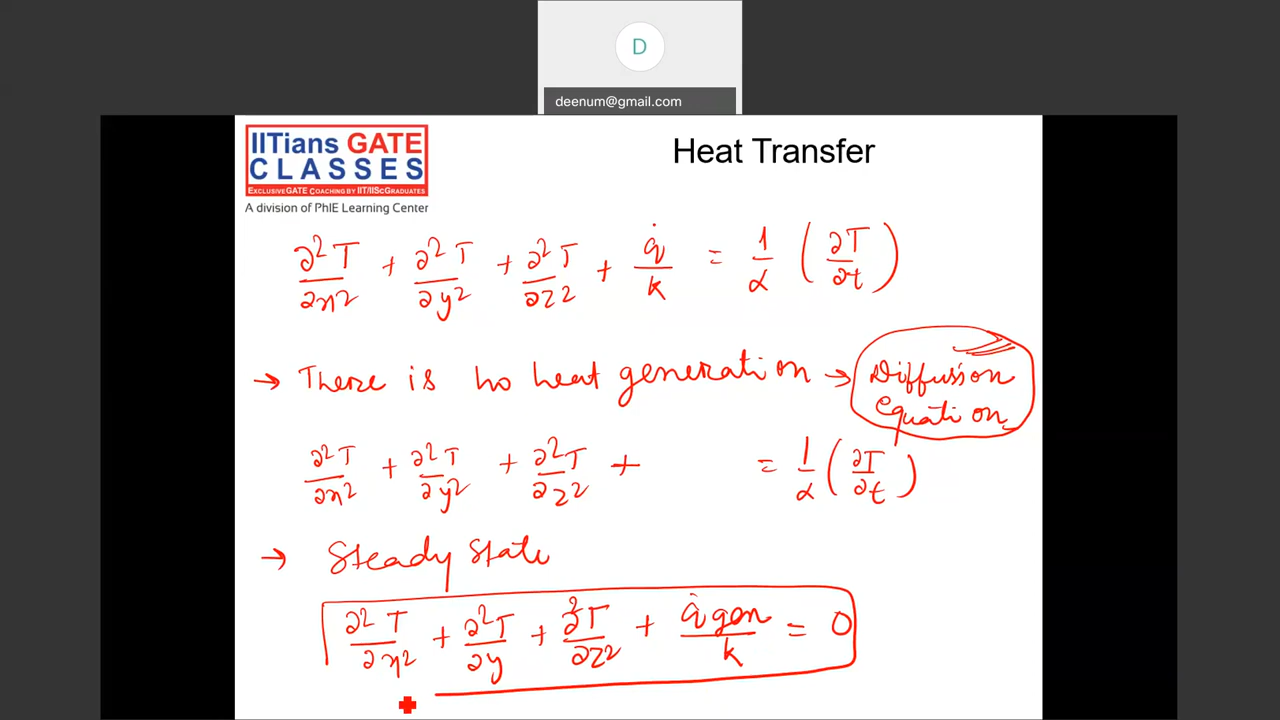 D
deenum@gmail.com
IITians GATE
CLASSES
EXCLUSIVE GATE COACHING BY IIT/IISc GRADUATES
A division of PhIE Learning Center
Heat Transfer
∂²T/∂x² + ∂²T/∂y² + ∂²T/∂z² + q̇/k = 1/α (∂T/∂t)
→ There is no heat generation → Diffusion
Equation
∂²T/∂x² + ∂²T/∂y² + ∂²T/∂z² + = 1/α (∂T/∂t)
→ Steady state
∂²T/∂x² + ∂²T/∂y + ∂²T/∂z² + q̇gen/k = 0